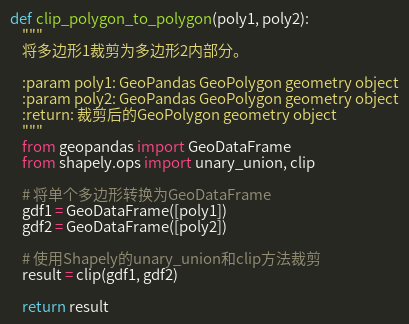 def clip_polygon_to_polygon(poly1, poly2):
"""
将多边形1裁剪为多边形2内部分。
:param poly1: GeoPandas GeoPolygon geometry object
:param poly2: GeoPandas GeoPolygon geometry object
:return: 裁剪后的GeoPolygon geometry object
"""
from geopandas import GeoDataFrame
from shapely.ops import unary_union, clip
# 将单个多边形转换为GeoDataFrame
gdf1 = GeoDataFrame([poly1])
gdf2 = GeoDataFrame([poly2])
# 使用Shapely的unary_union和clip方法裁剪
result = clip(gdf1, gdf2)
return result